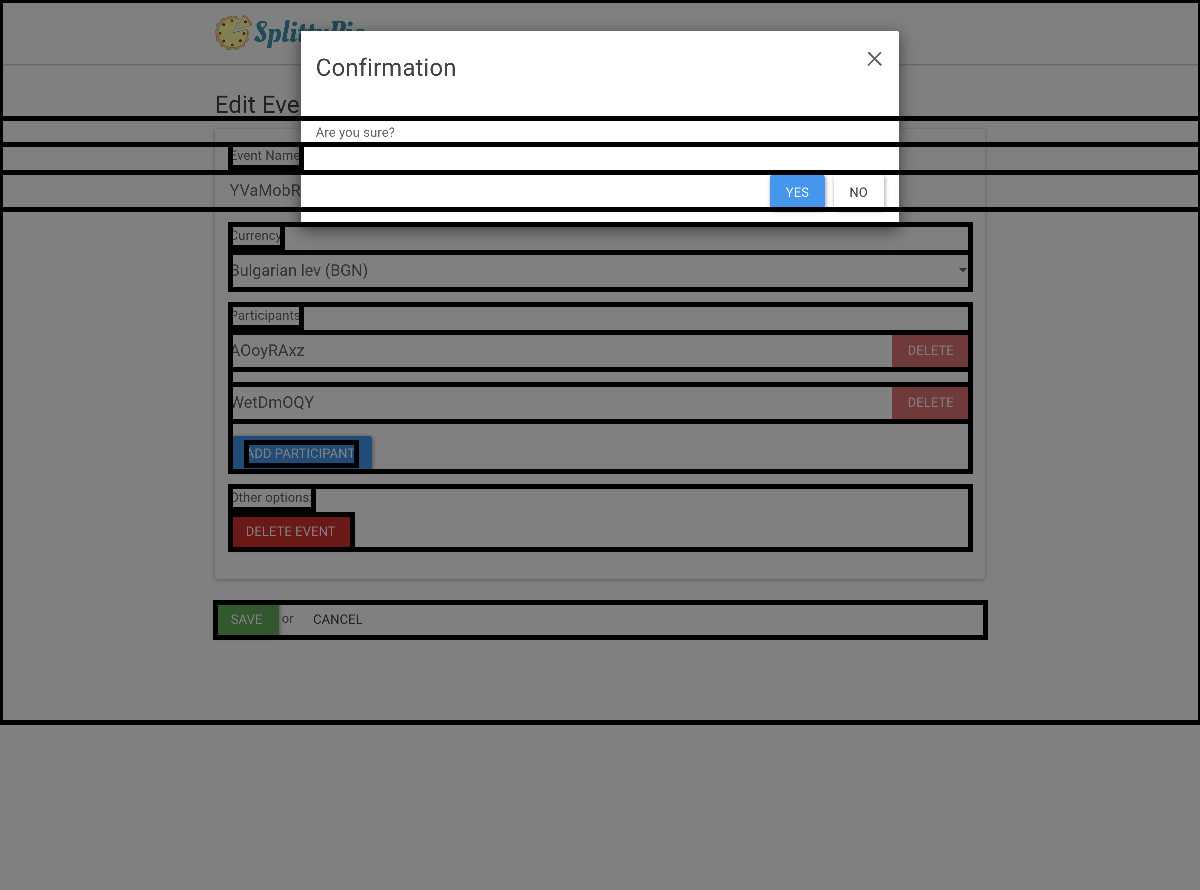 SplittyPie
Confirmation
Edit Eve
Are you sure?
Event Name
YVaMobR
YES
NO
Currency
Bulgarian lev (BGN)
Participants
AOoyRAxz
DELETE
WetDmOQY
DELETE
ADD PARTICIPANT
Other options:
DELETE EVENT
SAVE or CANCEL